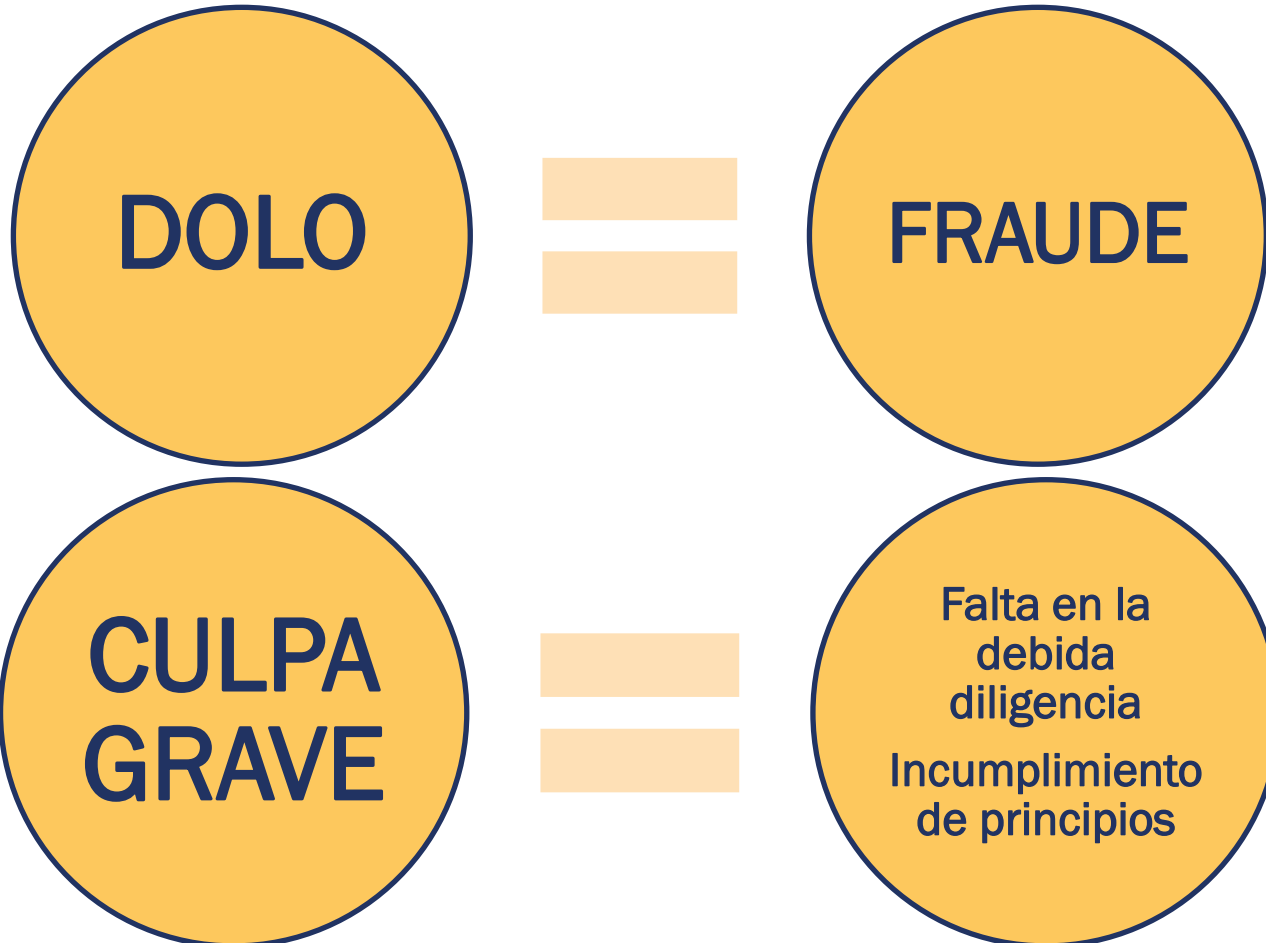 DOLO
FRAUDE
CULPA
GRAVE
Falta en la
debida
diligencia
Incumplimiento
de principios